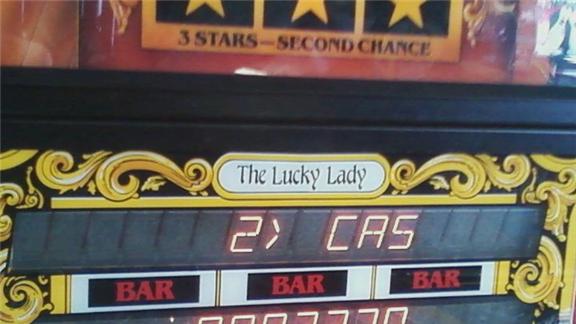 3 STARS — SECOND CHANCE
The Lucky Lady
2> CAS
BAR BAR BAR